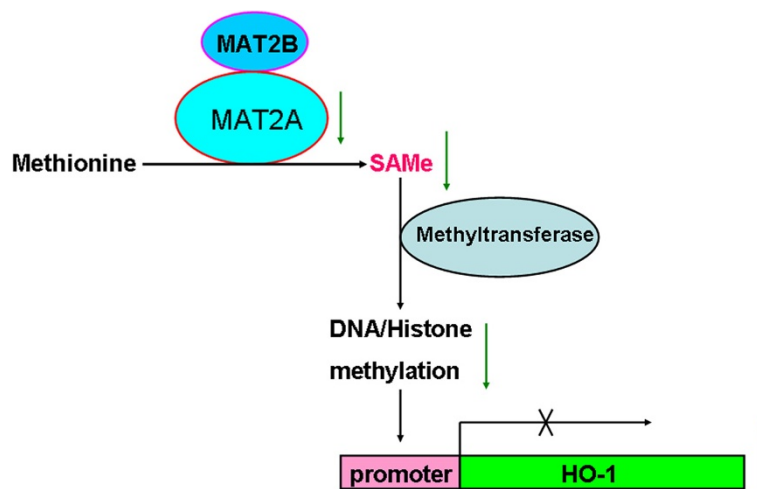 MAT2B
MAT2A
Methionine
SAMe
Methyltransferase
DNA/Histone
methylation
promoter
HO-1